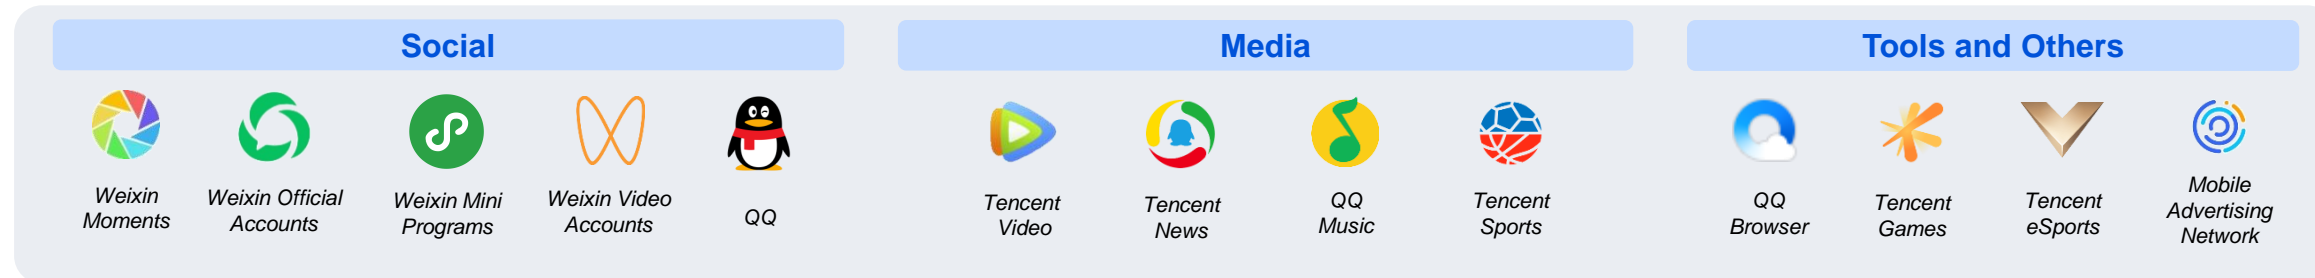 Social
Weixin
Moments
Weixin Official
Accounts
Weixin Mini
Programs
Weixin Video
Accounts
QQ
Media
Tencent
Video
Tencent
News
QQ
Music
Tencent
Sports
Tools and Others
QQ
Browser
Tencent
Games
Tencent
eSports
Mobile
Advertising
Network